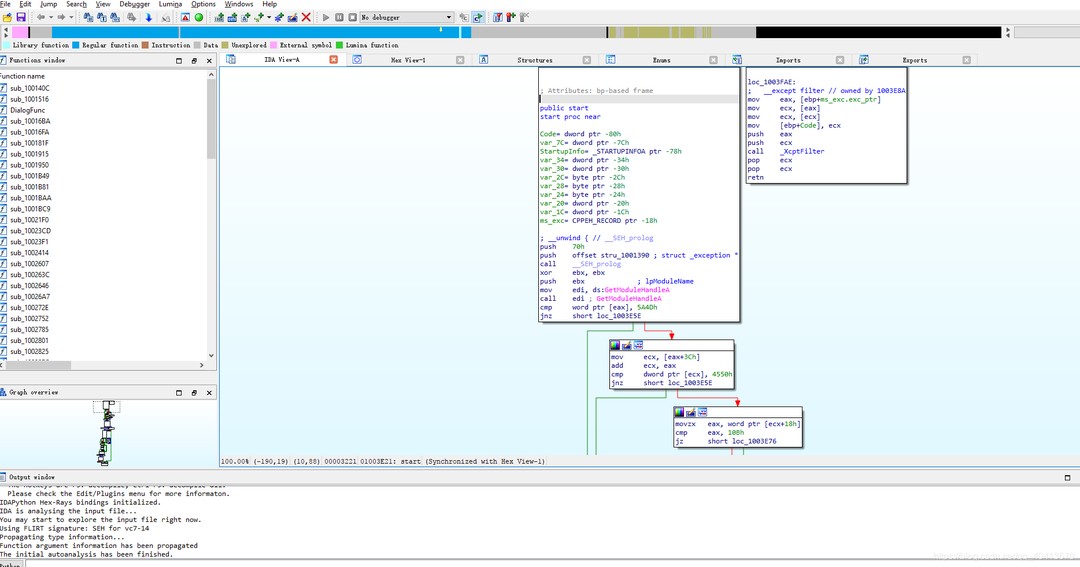 File Edit Jump Search View Debugger Lumina Options Windows Help
No debugger
Library function Regular function Instruction Data Unexplored External symbol Lumina function
Functions window
Function name
sub_100140C
sub_1001516
DialogFunc
sub_10016BA
sub_10016FA
sub_100181F
sub_1001915
sub_1001950
sub_1001B49
sub_1001B81
sub_1001BAA
sub_1001BC9
sub_10021F0
sub_10023CD
sub_10023F1
sub_1002414
sub_1002607
sub_100263C
sub_1002646
sub_10026A7
sub_100272E
sub_1002752
sub_1002785
sub_1002801
sub_1002825
Graph overview
IDA View-A Hex View-1 Structures Enums Imports Exports
; Attributes: bp-based frame
public start
start proc near
Code= dword ptr -80h
var_7C= dword ptr -7Ch
StartupInfo= _STARTUPINFOA ptr -78h
var_34= dword ptr -34h
var_30= dword ptr -30h
var_2C= byte ptr -2Ch
var_28= byte ptr -28h
var_24= byte ptr -24h
var_20= dword ptr -20h
var_1C= dword ptr -1Ch
ms_exc= CPPEH_RECORD ptr -18h
; __unwind { // __SEH_prolog
push 70h
push offset stru_1001390 ; struct _exception *
call __SEH_prolog
xor ebx, ebx
push ebx ; lpModuleName
mov edi, ds:GetModuleHandleA
call edi ; GetModuleHandleA
cmp word ptr [eax], 5A4Dh
jnz short loc_1003E5E
loc_1003FAE:
; __except filter // owned by 1003E8A
mov eax, [ebp+ms_exc.exc_ptr]
mov ecx, [eax]
mov ecx, [ecx]
mov [ebp+Code], ecx
push eax
push ecx
call _XcptFilter
pop ecx
pop ecx
retn
mov ecx, [eax+3Ch]
add ecx, eax
cmp dword ptr [ecx], 4550h
jnz short loc_1003E5E
movzx eax, word ptr [ecx+18h]
cmp eax, 10Bh
jz short loc_1003E76
100.00% (-190,19) (10,88) 00003221 01003E21: start (Synchronized with Hex View-1)
Output window
Please check the Edit/Plugins menu for more informaton.
IDAPython Hex-Rays bindings initialized.
IDA is analysing the input file...
You may start to explore the input file right now.
Using FLIRT signature: SEH for vc7-14
Propagating type information...
Function argument information has been propagated
The initial autoanalysis has been finished.
Python